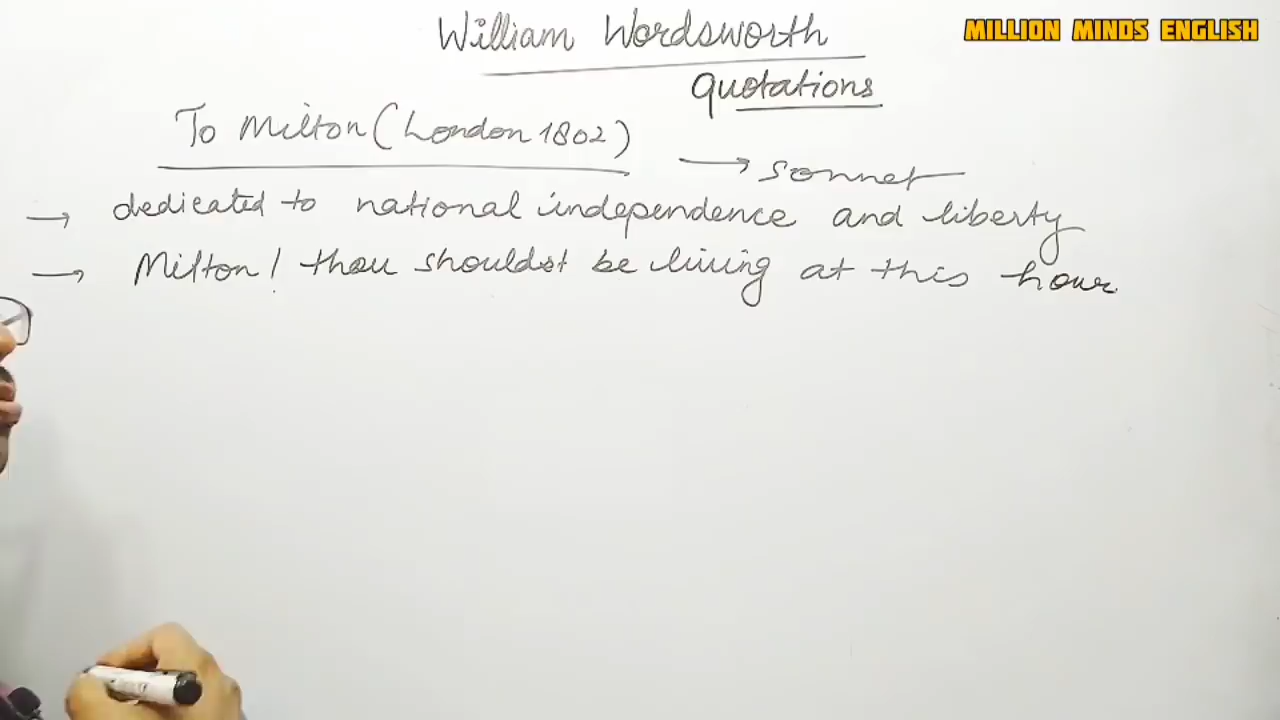 William Wordsworth
MILLION MINDS ENGLISH
Quotations
To Milton (London 1802)
→ sonnet
→ dedicated to national independence and liberty
→ Milton! thou shouldst be living at this hour.